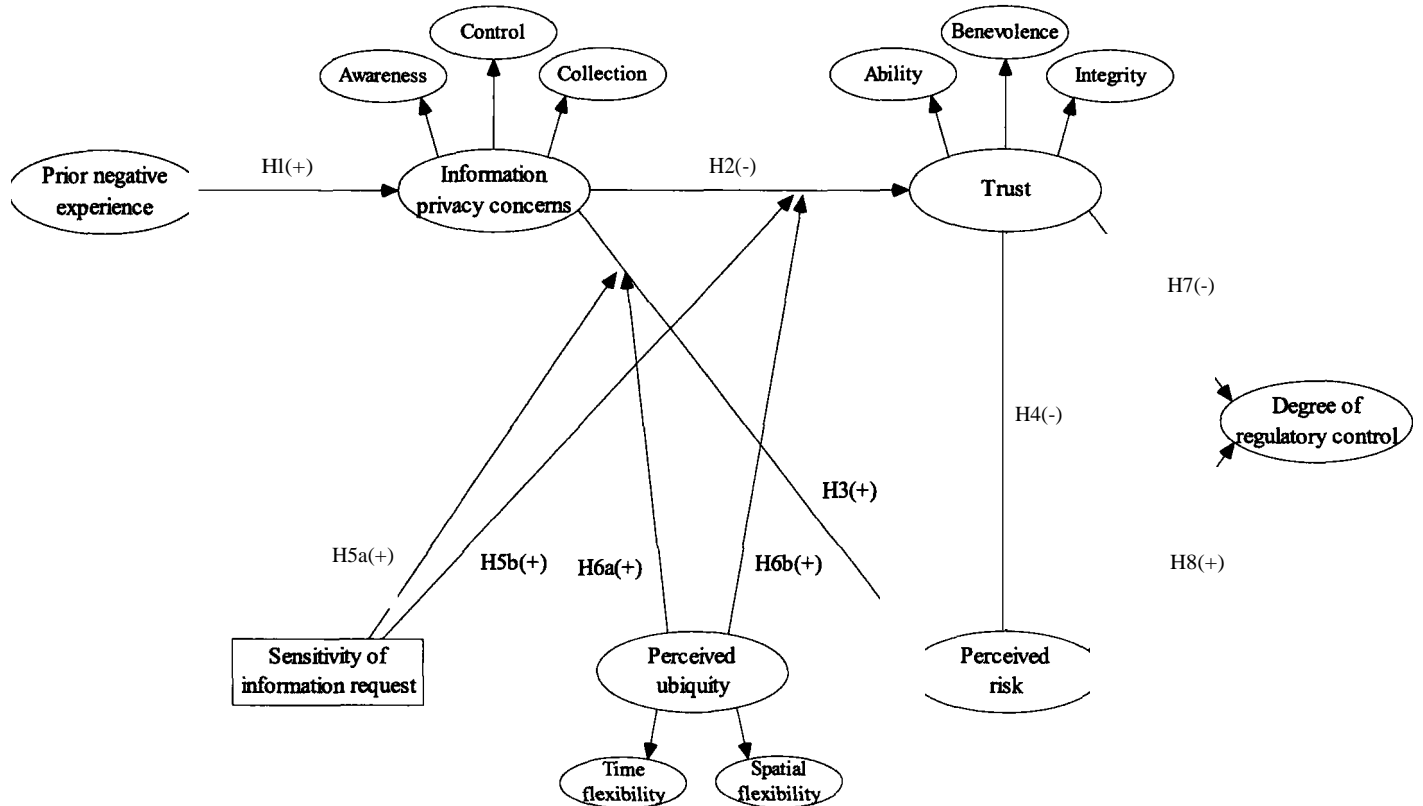 Control
Benevolence
Awareness
Collection
Ability
Integrity
Prior negative
experience
Hl(+)
Information
privacy concerns
H2(-)
Trust
H7(-)
H4(-)
Degree of
regulatory control
H3(+)
H5a(+)
H5b(+)
H6a(+)
H6b(+)
H8(+)
Sensitivity of
information request
Perceived
ubiquity
Perceived
risk
Time
flexibility
Spatial
flexibility